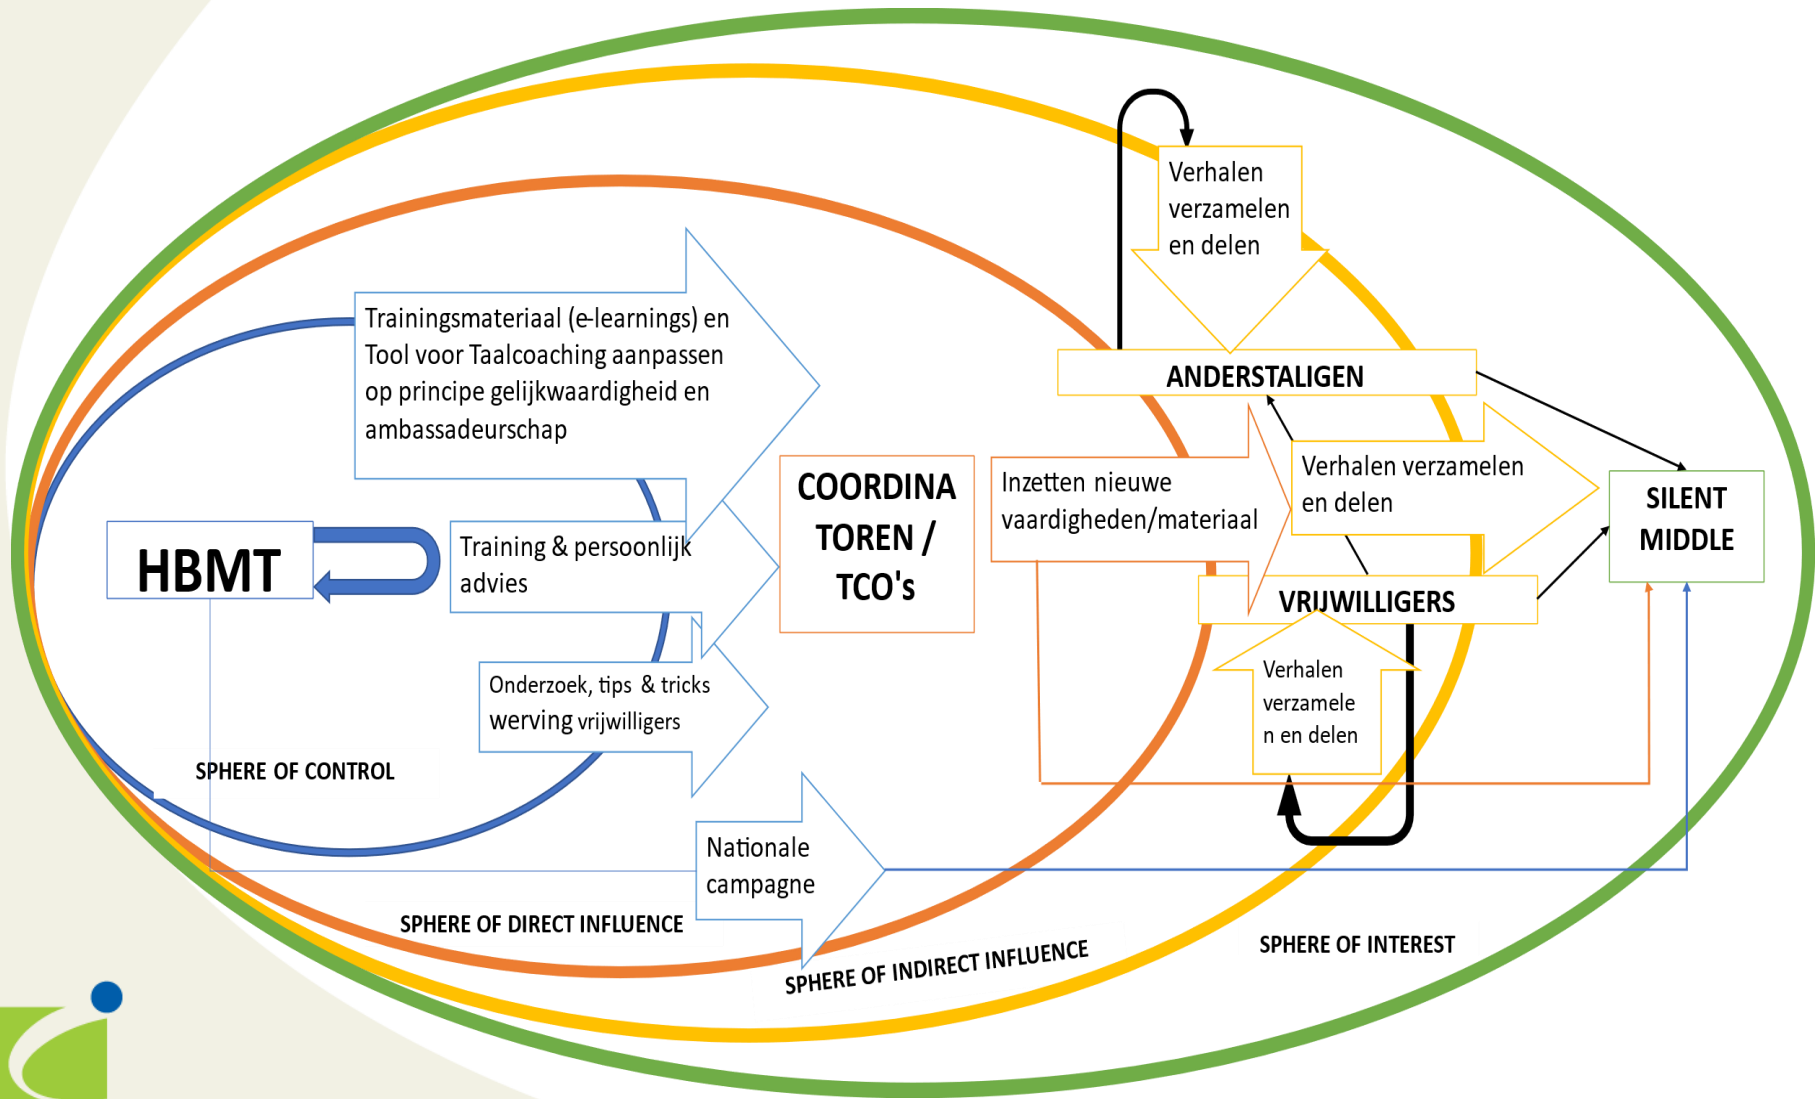 Verhalen
verzamelen
en delen
Trainingsmateriaal (e-learnings) en
Tool voor Taalcoaching aanpassen
op principe gelijkwaardigheid en
ambassadeurschap
ANDERSTALIGEN
COORDINA
TOREN /
TCO's
Inzetten nieuwe
vaardigheden/materiaal
Verhalen verzamelen
en delen
SILENT
MIDDLE
HBMT
Training & persoonlijk
advies
VRIJWILLIGERS
Onderzoek, tips & tricks
werving vrijwilligers
Verhalen
verzamele
n en delen
SPHERE OF CONTROL
Nationale
campagne
SPHERE OF DIRECT INFLUENCE
SPHERE OF INDIRECT INFLUENCE
SPHERE OF INTEREST